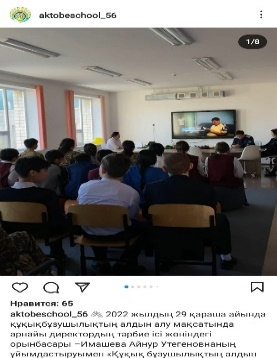 aktobeschool_56
1/8
Нравится: 65
aktobeschool_56 2022 жылдың 29 қараша айында
құқықбұзушылықтың алдын алу мақсатында
арнайы директордың тәрбие ісі жөніндегі
орынбасары –Имашева Айнур Утегеновнаның
ұйымдастыруымен «Құқық бұзушылықтың алдын